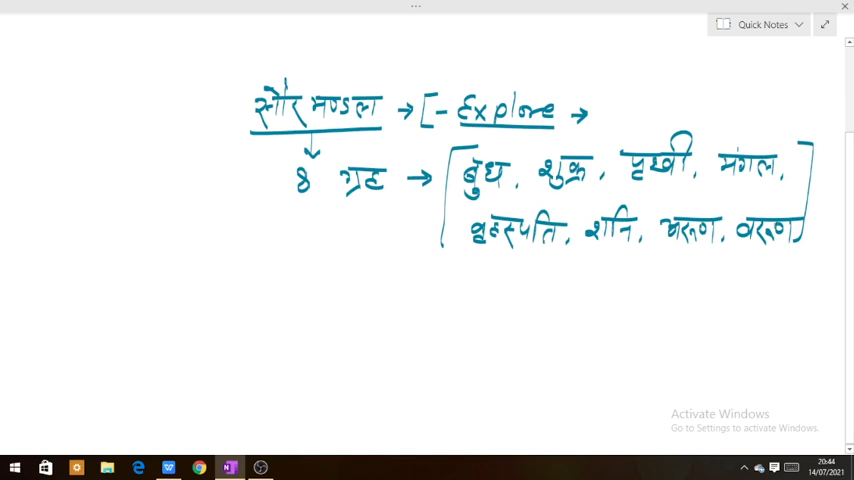 Quick Notes
सौर मण्डल → [- Explore →
8 ग्रह → [बुध, शुक्र, पृथ्वी, मंगल,
बृहस्पति, शनि, अरूण, वरूण]
Activate Windows
Go to Settings to activate Windows.
20:44
14/07/2021